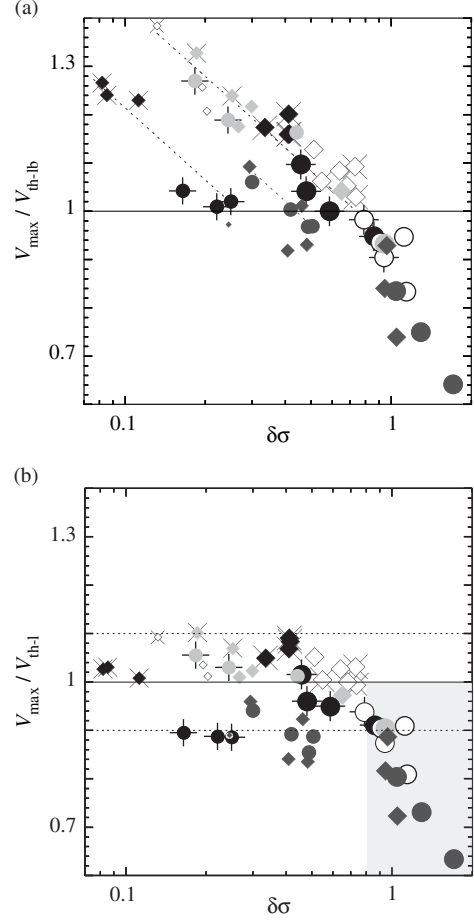 (a)
1.3
1
0.7
V_max / V_th-lb
0.1
1
δσ
(b)
1.3
1
0.7
V_max / V_th-l
0.1
1
δσ